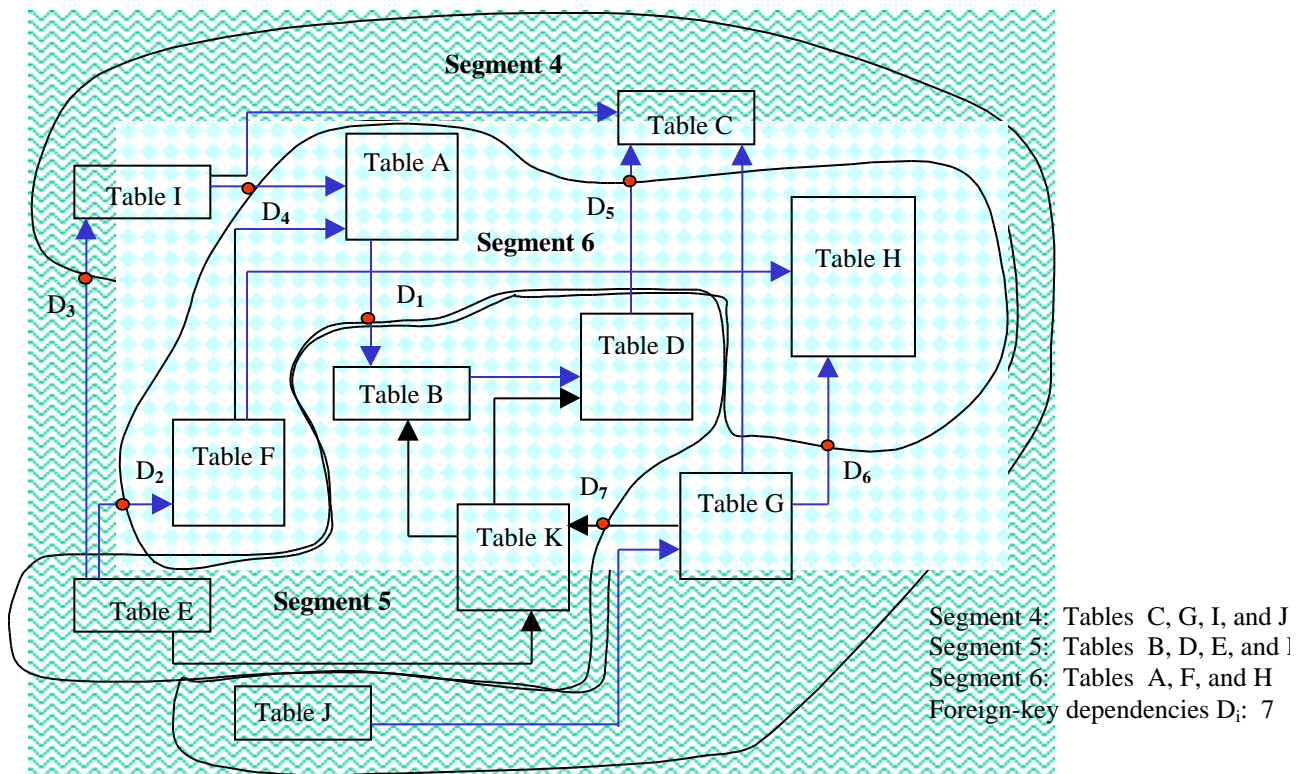 Segment 4
Table C
Table A
Table I
D4
D5
Segment 6
Table H
D3
D1
Table D
Table B
Table F
D2
D6
D7
Table G
Table K
Table E
Segment 5
Table J
Segment 4: Tables C, G, I, and J
Segment 5: Tables B, D, E, and
Segment 6: Tables A, F, and H
Foreign-key dependencies Di: 7